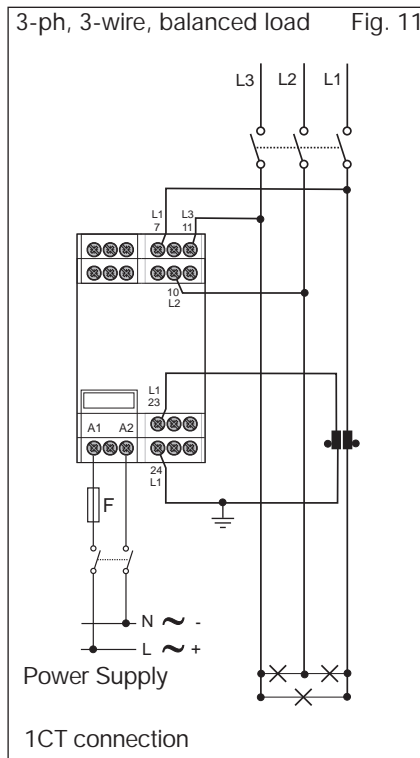 3-ph, 3-wire, balanced load Fig. 11
L3 L2 L1
L1 L3
7 11
10
L2
L1
23
A1 A2
24
L1
F
N ~ -
L ~ +
Power Supply
1CT connection